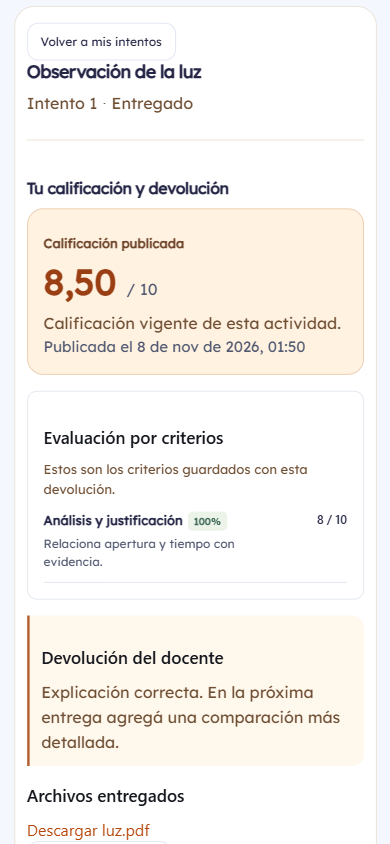 Volver a mis intentos
Observación de la luz
Intento 1 · Entregado
Tu calificación y devolución
Calificación publicada
8,50 / 10
Calificación vigente de esta actividad.
Publicada el 8 de nov de 2026, 01:50
Evaluación por criterios
Estos son los criterios guardados con esta
devolución.
Análisis y justificación 100% 8 / 10
Relaciona apertura y tiempo con
evidencia.
Devolución del docente
Explicación correcta. En la próxima
entrega agregá una comparación más
detallada.
Archivos entregados
Descargar luz.pdf